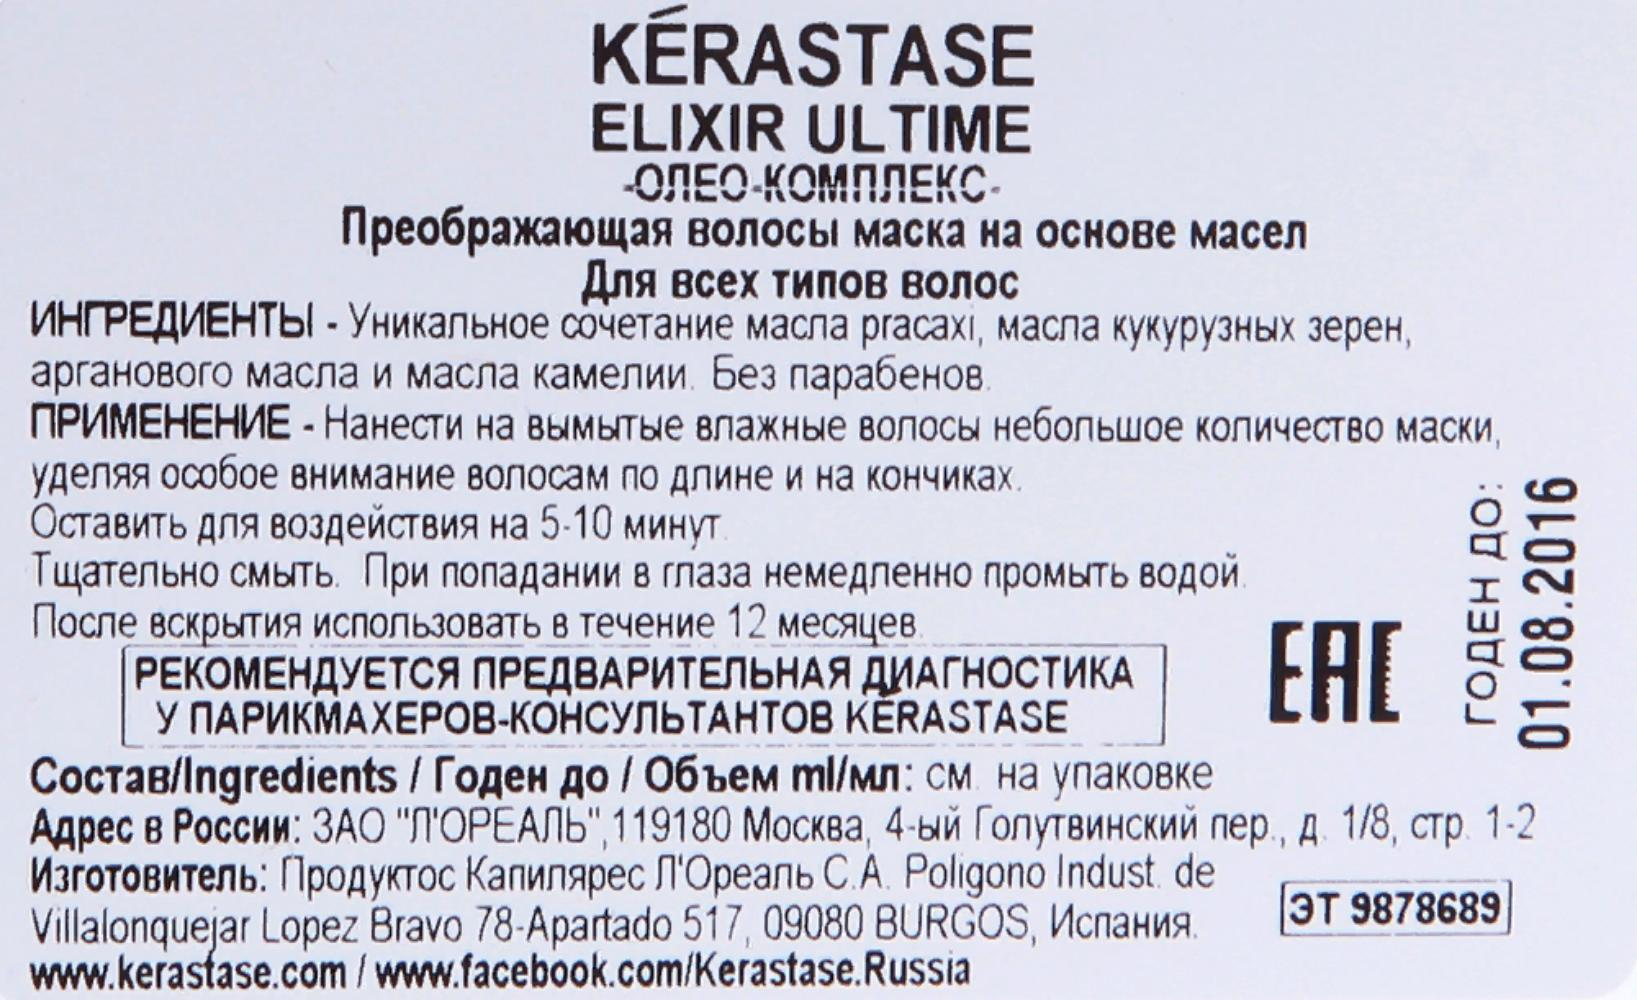 KÉRASTASE
ELIXIR ULTIME
-ОЛЕО-КОМПЛЕКС-
Преображающая волосы маска на основе масел
Для всех типов волос
ИНГРЕДИЕНТЫ - Уникальное сочетание масла pracaxi, масла кукурузных зерен,
арганового масла и масла камелии. Без парабенов.
ПРИМЕНЕНИЕ - Нанести на вымытые влажные волосы небольшое количество маски,
уделяя особое внимание волосам по длине и на кончиках.
Оставить для воздействия на 5-10 минут.
Тщательно смыть. При попадании в глаза немедленно промыть водой.
После вскрытия использовать в течение 12 месяцев.
РЕКОМЕНДУЕТСЯ ПРЕДВАРИТЕЛЬНАЯ ДИАГНОСТИКА
У ПАРИКМАХЕРОВ-КОНСУЛЬТАНТОВ KÉRASTASE
EAC
ГОДЕН ДО:
01.08.2016
Состав/Ingredients / Годен до / Объем ml/мл: см. на упаковке
Адрес в России: ЗАО "Л'ОРЕАЛЬ",119180 Москва, 4-ый Голутвинский пер., д. 1/8, стр. 1-2
Изготовитель: Продуктос Капилярес Л'Ореаль С.А. Poligono Indust. de
Villalonquejar Lopez Bravo 78-Apartado 517, 09080 BURGOS, Испания.
ЭТ 9878689
www.kerastase.com / www.facebook.com/Kerastase.Russia